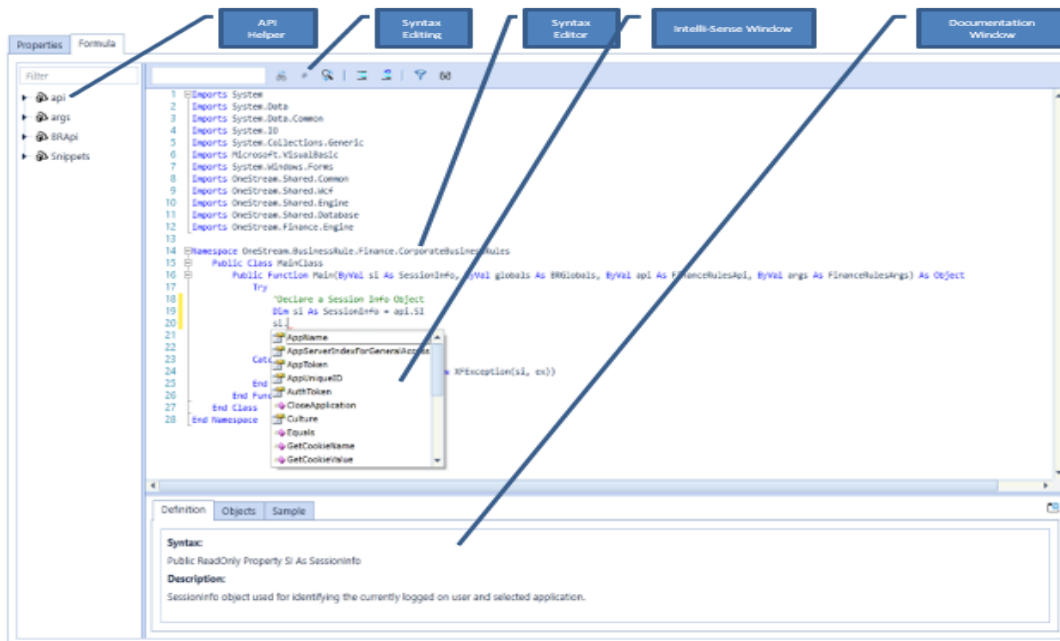 API
Helper
Syntax
Editing
Syntax
Editor
Intelli-Sense Window
Documentation
Window
Properties
Formula
Filter
api
args
BRApi
Snippets
1 Imports System
2 Imports System.Data
3 Imports System.Data.Common
4 Imports System.IO
5 Imports System.Collections.Generic
6 Imports Microsoft.VisualBasic
7 Imports System.Windows.Forms
8 Imports OneStream.Shared.Common
9 Imports OneStream.Shared.Wcf
10 Imports OneStream.Shared.Engine
11 Imports OneStream.Shared.Database
12 Imports OneStream.Finance.Engine
13
14 Namespace OneStream.BusinessRule.Finance.CorporateBusinessRules
15 Public Class MainClass
16 Public Function Main(ByVal si As SessionInfo, ByVal globals As BRGlobals, ByVal api As FinanceRulesApi, ByVal args As FinanceRulesArgs) As Object
17 Try
18 'Declare a Session Info Object
19 Dim si As SessionInfo = api.SI
20 si.
21
22
23 Catc XFException(si, ex))
24
25 End
26 End Func
27 End Class
28 End Namespace
AppName
AppServerIndexForGeneralAccess
AppToken
AppUniqueID
AuthToken
CloseApplication
Culture
Equals
GetCookieName
GetCookieValue
Definition
Objects
Sample
Syntax:
Public ReadOnly Property SI As SessionInfo
Description:
SessionInfo object used for identifying the currently logged on user and selected application.